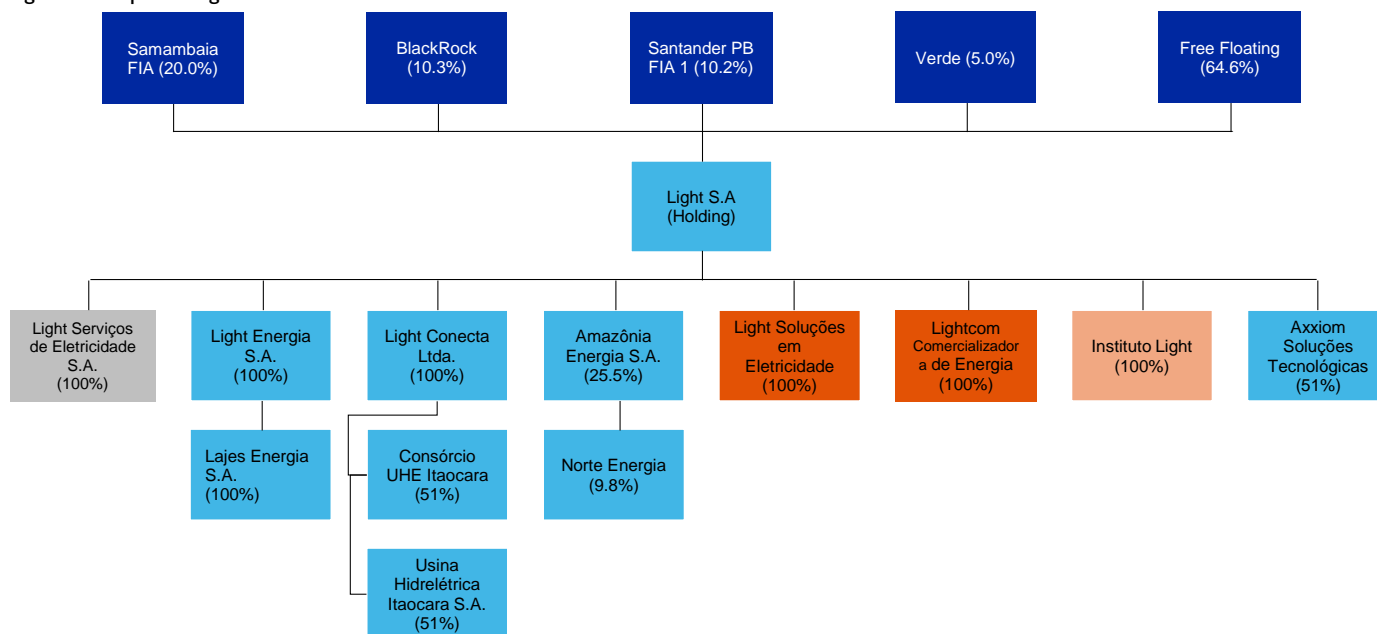 Samambaia
FIA (20.0%)
BlackRock
(10.3%)
Santander PB
FIA 1 (10.2%)
Verde (5.0%)
Free Floating
(64.6%)
Light S.A
(Holding)
Light Serviços
de Eletricidade
S.A.
(100%)
Light Energia
S.A.
(100%)
Light Conecta
Ltda.
(100%)
Amazônia
Energia S.A.
(25.5%)
Light Soluções
em
Eletricidade
(100%)
Lightcom
Comercializador
a de Energia
(100%)
Instituto Light
(100%)
Axxiom
Soluções
Tecnológicas
(51%)
Lajes Energia
S.A.
(100%)
Consórcio
UHE Itaocara
(51%)
Norte Energia
(9.8%)
Usina
Hidrelétrica
Itaocara S.A.
(51%)